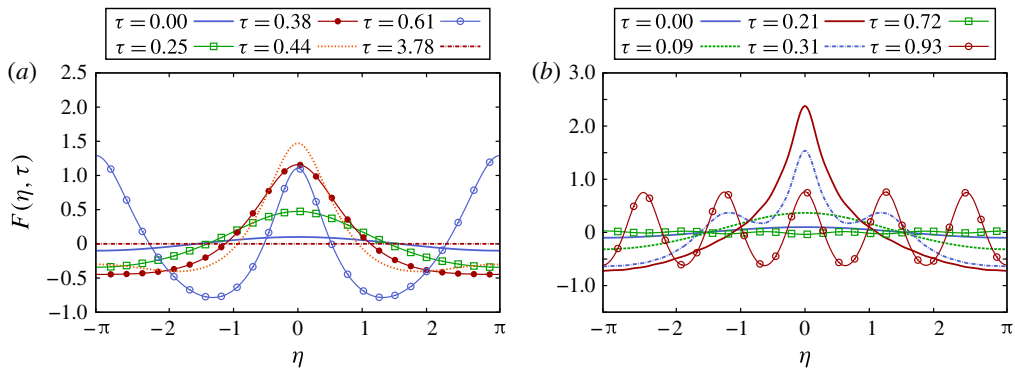 τ = 0.00 τ = 0.38 τ = 0.61
τ = 0.25 τ = 0.44 τ = 3.78
(a)
2.5
2.0
1.5
1.0
0.5
0
−0.5
−1.0
F(η, τ)
−π −1 0 1 2 π
η
τ = 0.00 τ = 0.21 τ = 0.72
τ = 0.09 τ = 0.31 τ = 0.93
(b)
3.0
2.0
1.0
0
−1.0
−π −1 0 1 2 π
η